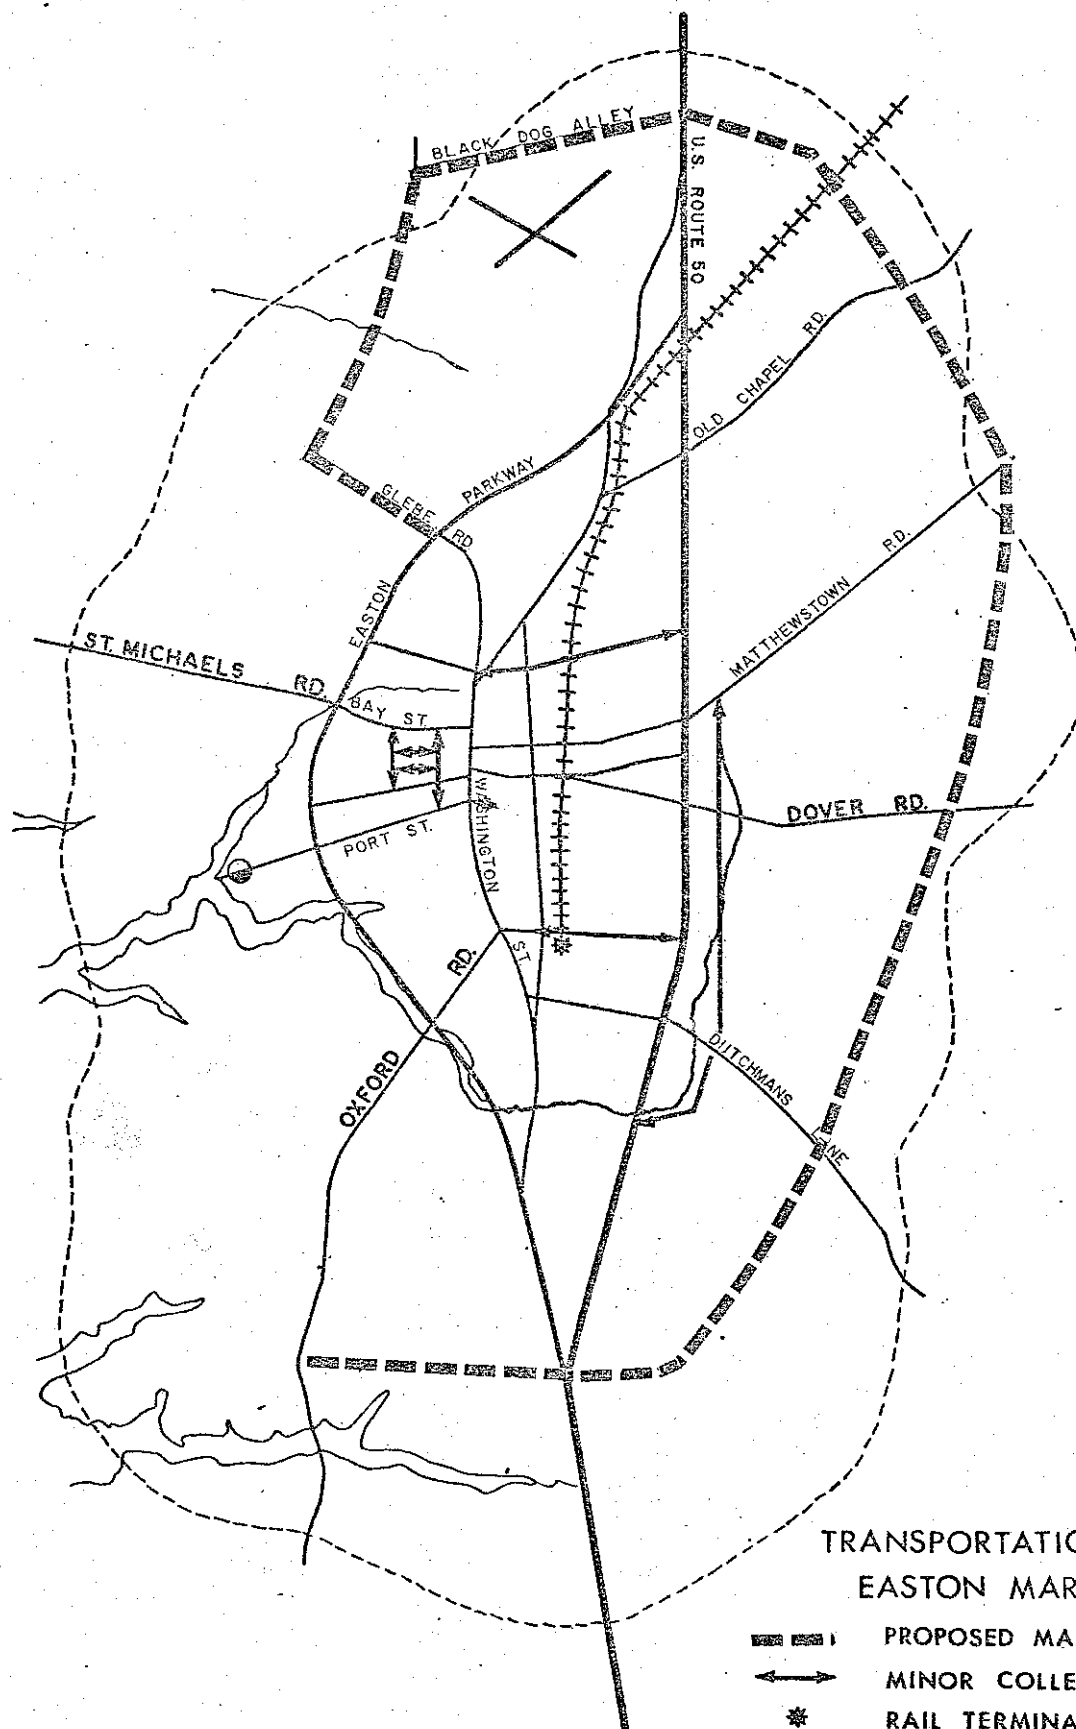 BLACK DOG ALLEY
U.S. ROUTE 50
OLD CHAPEL RD.
PARKWAY
GLEBE RD
EASTON
MATTHEWSTOWN RD.
ST. MICHAELS RD.
BAY ST.
WASHINGTON ST.
DOVER RD.
PORT ST.
OXFORD RD.
DUTCHMANS
TRANSPORTATIO
EASTON MAR
PROPOSED MA
MINOR COLLE
RAIL TERMINA